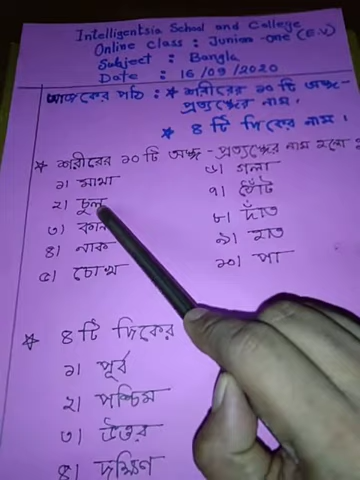 Intelligentsia School and College
Online class : Junior-one (E.V)
Subject : Bangla
Date : 16/09/2020
আজকের পাঠ : * শরীরের ১০টি অঙ্গ-
প্রত্যঙ্গের নাম।
* ৪টি দিকের নাম।
* শরীরের ১০টি অঙ্গ-প্রত্যঙ্গের নাম
১) মাথা
২) চুল
৩) কান
৪) নাক
৫) চোখ
৬) গলা
৭) ঠোঁট
৮) দাঁত
৯) হাত
১০) পা
* ৪টি দিকের
১) পূর্ব
২) পশ্চিম
৩) উত্তর
৪) দক্ষিণ